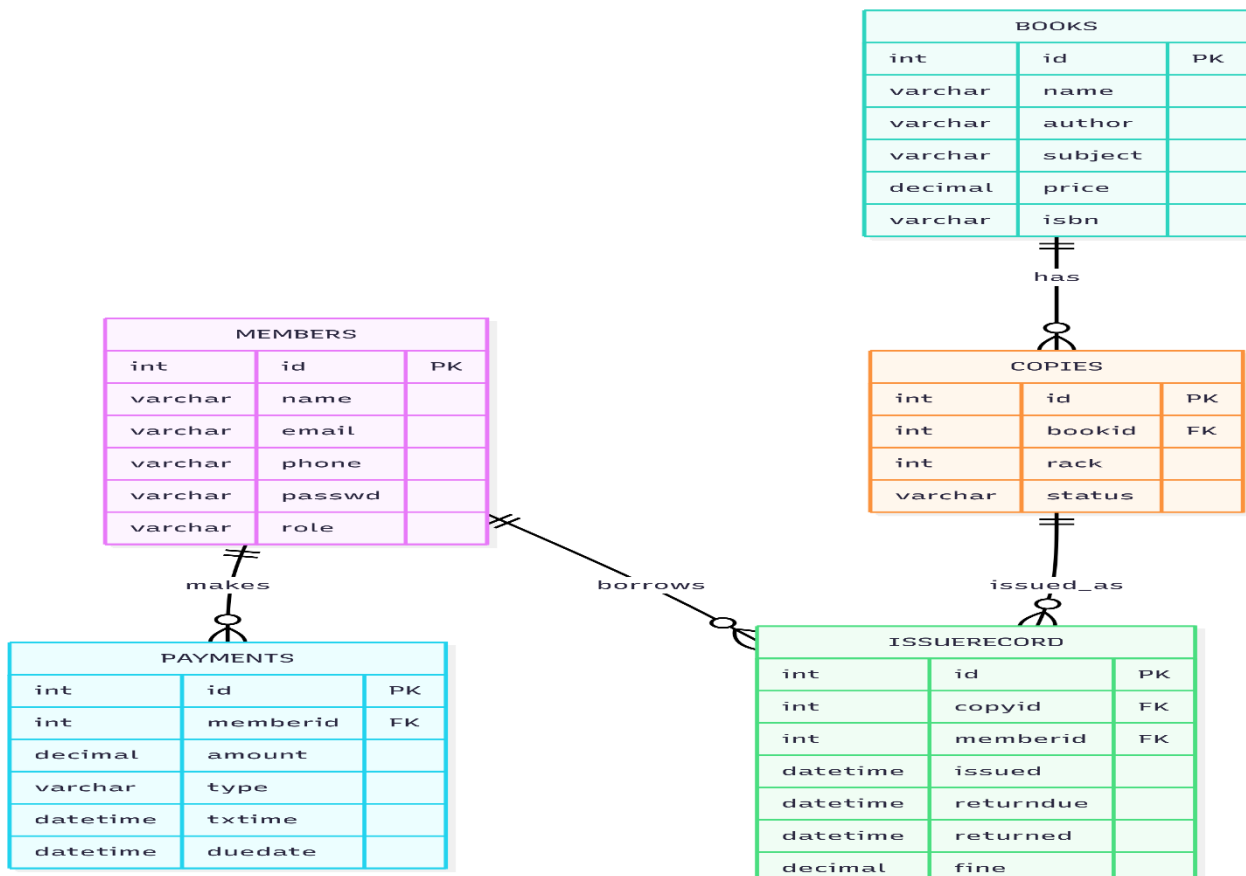 BOOKS
int id PK
varchar name
varchar author
varchar subject
decimal price
varchar isbn
has
MEMBERS
int id PK
varchar name
varchar email
varchar phone
varchar passwd
varchar role
COPIES
int id PK
int bookid FK
int rack
varchar status
makes
borrows
issued_as
PAYMENTS
int id PK
int memberid FK
decimal amount
varchar type
datetime txtime
datetime duedate
ISSUERECORD
int id PK
int copyid FK
int memberid FK
datetime issued
datetime returndue
datetime returned
decimal fine